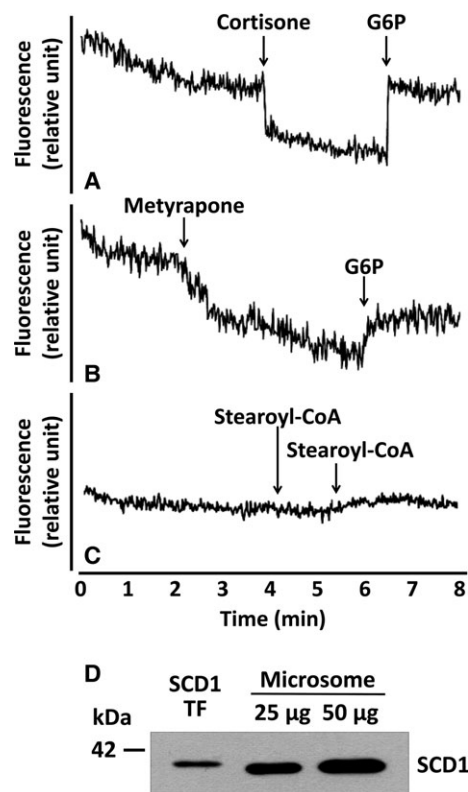 Cortisone
G6P
Fluorescence
(relative unit)
A
Metyrapone
G6P
Fluorescence
(relative unit)
B
Stearoyl-CoA
Stearoyl-CoA
Fluorescence
(relative unit)
C
0 1 2 3 4 5 6 7 8
Time (min)
D
SCD1
TF
Microsome
25 µg 50 µg
kDa
42
SCD1